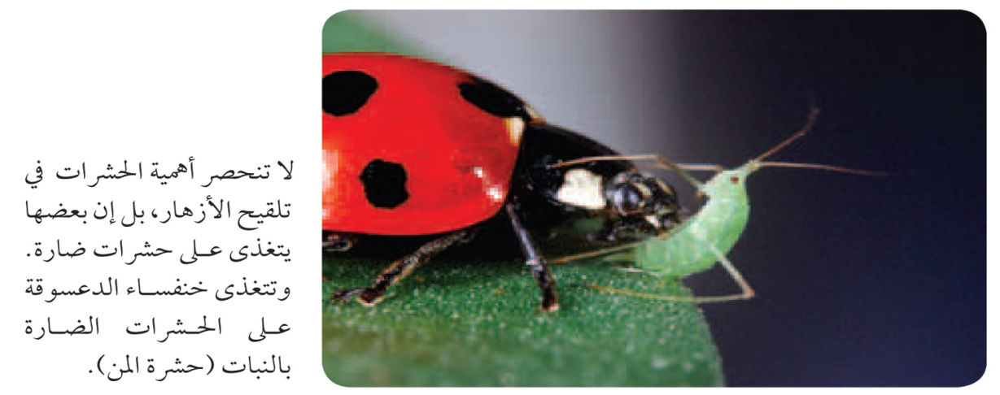 لا تنحصر أهمية الحشرات في
تلقيح الأزهار، بل إن بعضها
يتغذى على حشرات ضارة.
وتتغذى خنفساء الدعسوقة
على الحشرات الضارة
بالنبات (حشرة المن).